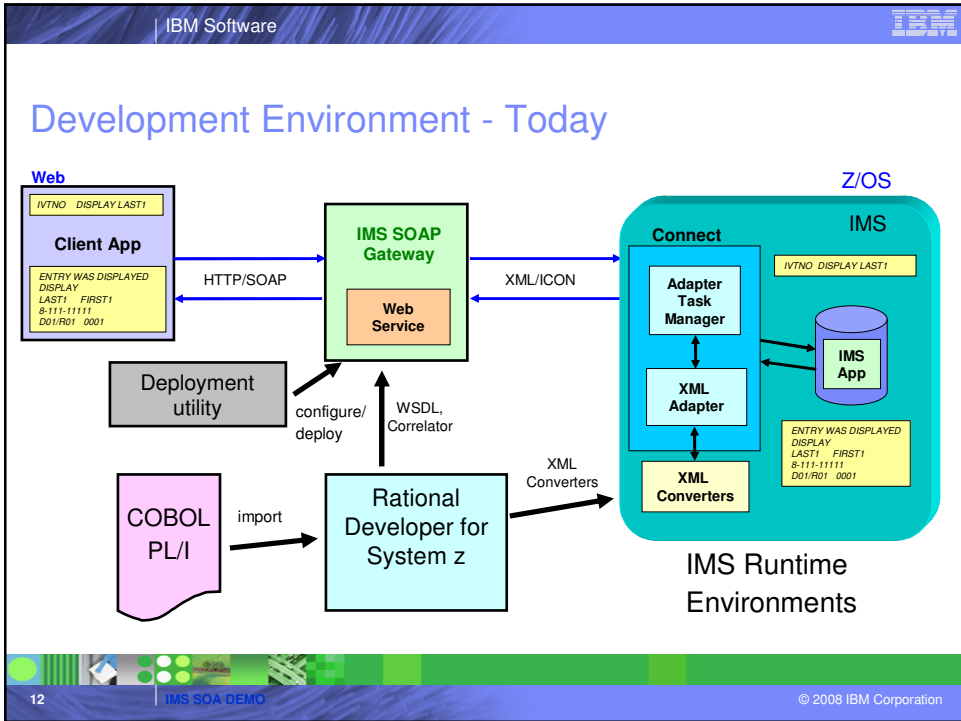 IBM Software
IBM
Development Environment - Today
Web
IVTNO DISPLAY LAST1
Client App
ENTRY WAS DISPLAYED
DISPLAY
LAST1 FIRST1
8-111-11111
D01/R01 0001
HTTP/SOAP
IMS SOAP
Gateway
Web
Service
XML/ICON
Z/OS
IMS
Connect
Adapter
Task
Manager
XML
Adapter
XML
Converters
IVTNO DISPLAY LAST1
IMS
App
ENTRY WAS DISPLAYED
DISPLAY
LAST1 FIRST1
8-111-11111
D01/R01 0001
Deployment
utility
configure/
deploy
WSDL,
Correlator
COBOL
PL/I
import
Rational
Developer for
System z
XML
Converters
IMS Runtime
Environments
12
IMS SOA DEMO
© 2008 IBM Corporation